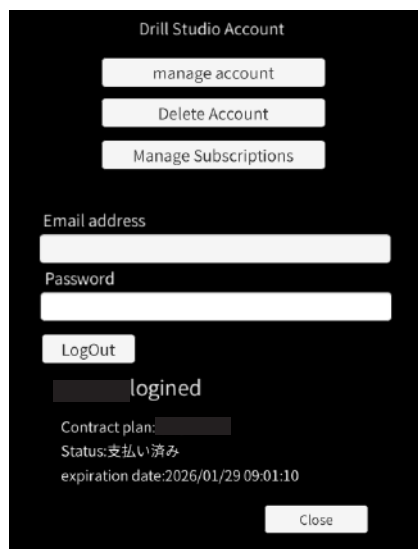 Drill Studio Account
manage account
Delete Account
Manage Subscriptions
Email address
Password
LogOut
logined
Contract plan:
Status:支払い済み
expiration date:2026/01/29 09:01:10
Close